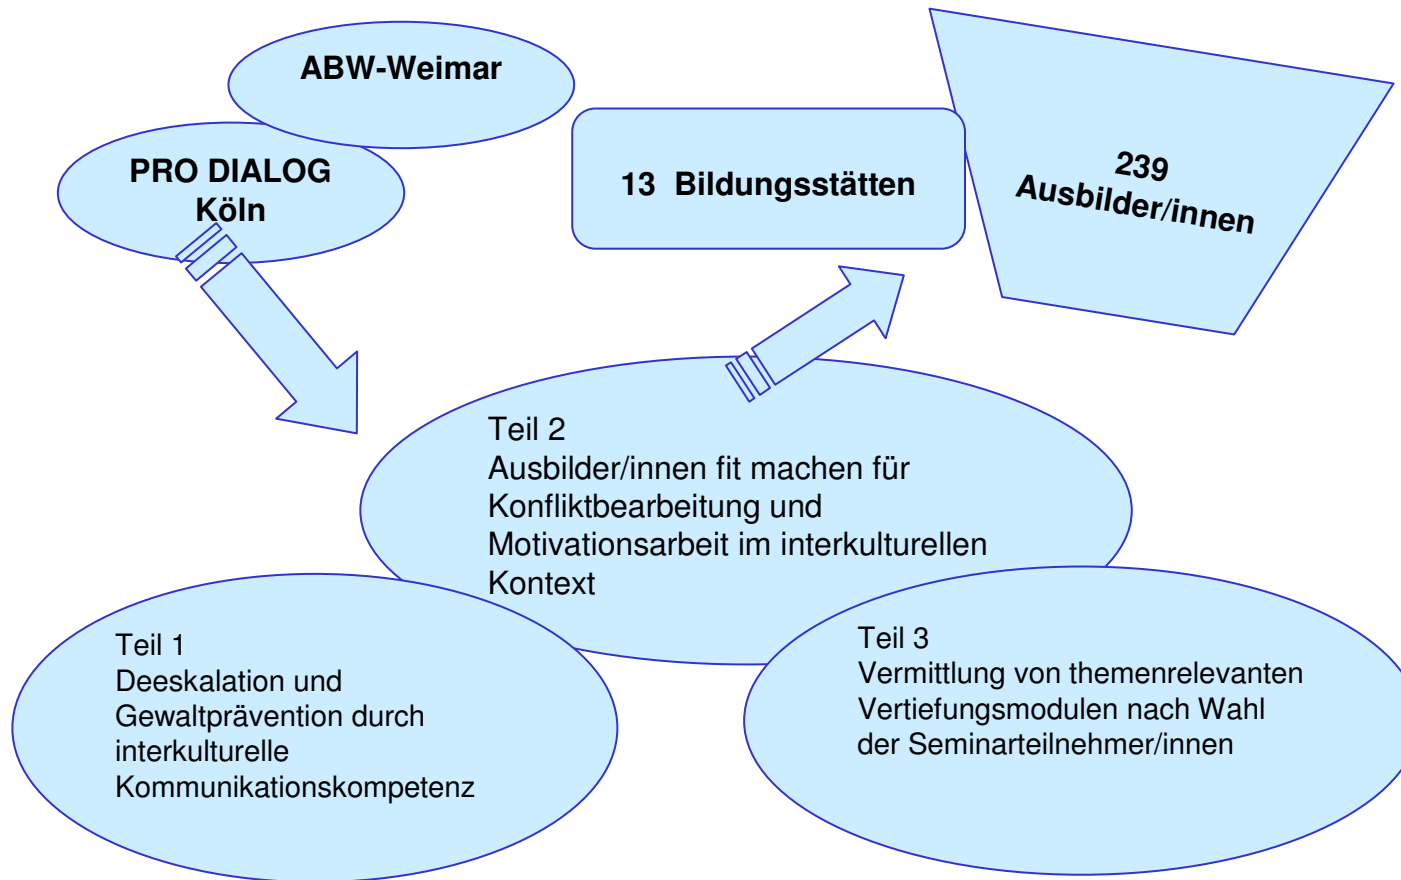 ABW-Weimar
PRO DIALOG
Köln
13 Bildungsstätten
239
Ausbilder/innen
Teil 2
Ausbilder/innen fit machen für
Konfliktbearbeitung und
Motivationsarbeit im interkulturellen
Kontext
Teil 1
Deeskalation und
Gewaltprävention durch
interkulturelle
Kommunikationskompetenz
Teil 3
Vermittlung von themenrelevanten
Vertiefungsmodulen nach Wahl
der Seminarteilnehmer/innen